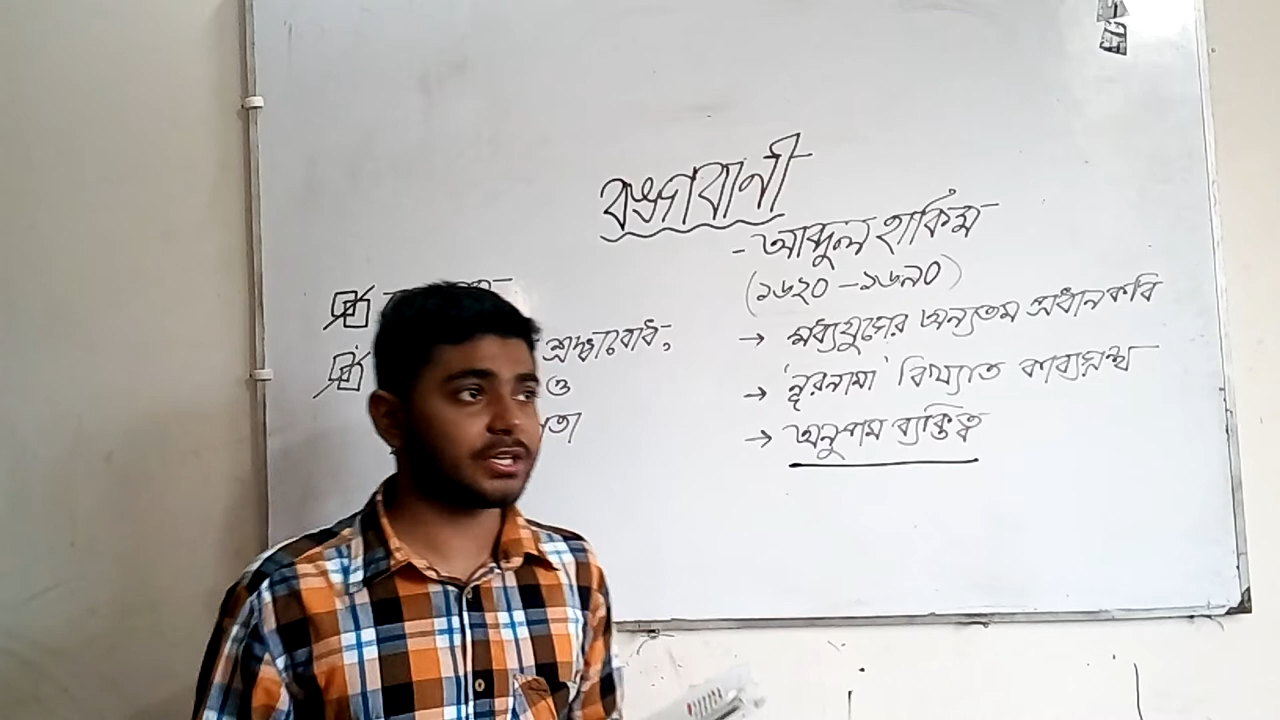 বঙ্গবাণী
- আব্দুল হাকিম
(১৬২০ - ১৬৯০)
→ মধ্যযুগের অন্যতম প্রধান কবি
→ 'নূরনামা' বিখ্যাত কাব্যগ্রন্থ
→ অনুপম ব্যক্তিত্ব
শ্রদ্ধাবোধ,
ও